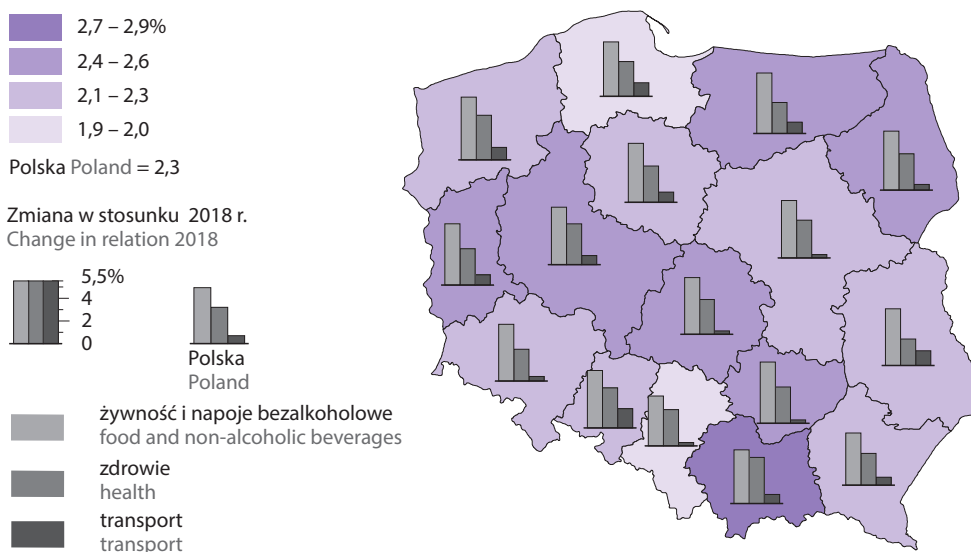 2,7 – 2,9%
2,4 – 2,6
2,1 – 2,3
1,9 – 2,0
Polska Poland = 2,3
Zmiana w stosunku 2018 r.
Change in relation 2018
5,5%
4
2
0
Polska
Poland
żywność i napoje bezalkoholowe
food and non-alcoholic beverages
zdrowie
health
transport
transport